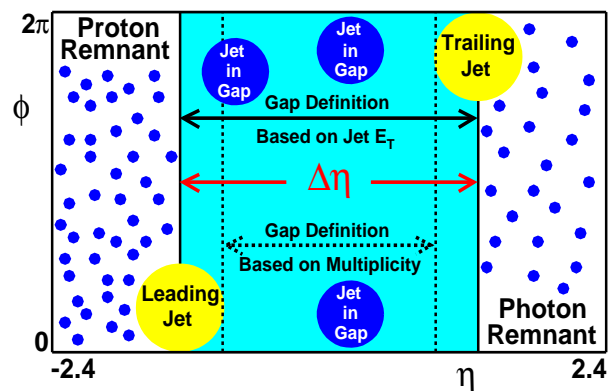 2π
Proton
Remnant
Jet
in
Gap
Jet
in
Gap
Trailing
Jet
ϕ
Gap Definition
Based on Jet E_T
Δη
Gap Definition
Based on Multiplicity
Leading
Jet
Jet
in
Gap
Photon
Remnant
0
-2.4
η
2.4